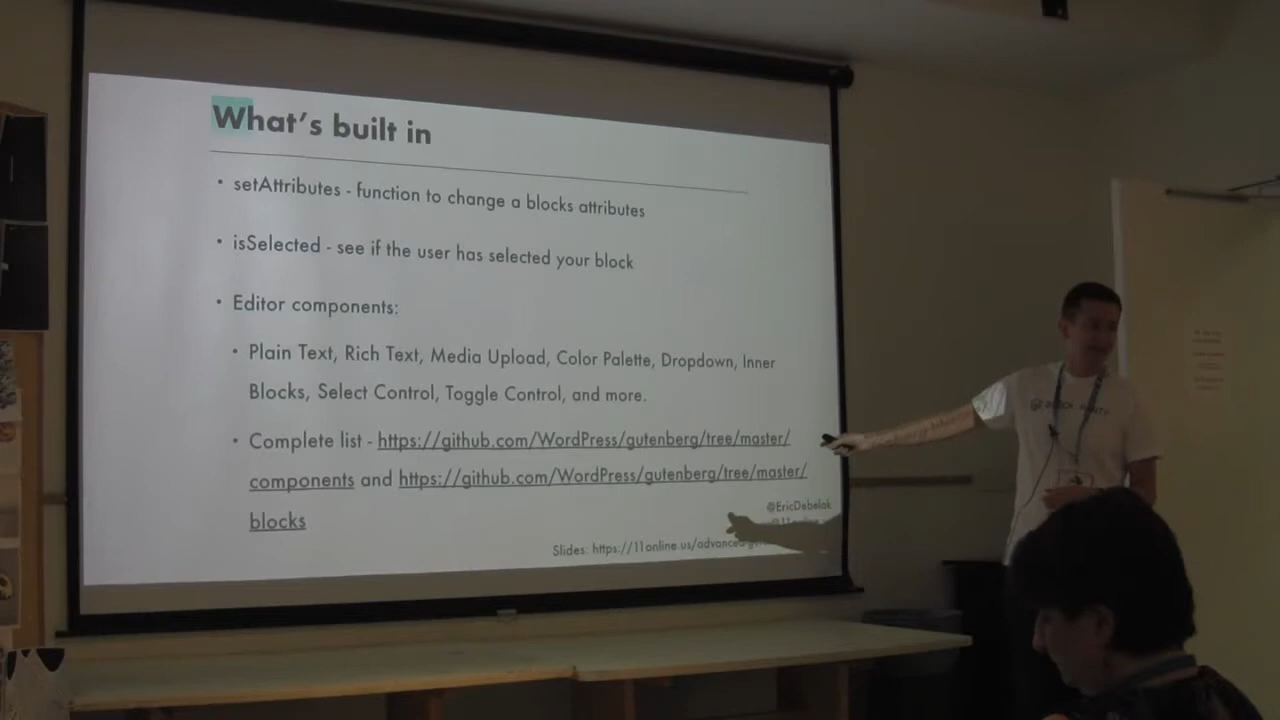 What's built in
• setAttributes - function to change a blocks attributes
• isSelected - see if the user has selected your block
• Editor components:
• Plain Text, Rich Text, Media Upload, Color Palette, Dropdown, Inner
Blocks, Select Control, Toggle Control, and more.
• Complete list - https://github.com/WordPress/gutenberg/tree/master/
components and https://github.com/WordPress/gutenberg/tree/master/
blocks
@EricDebelak
@11online
Slides: https://11online.us/advanced-